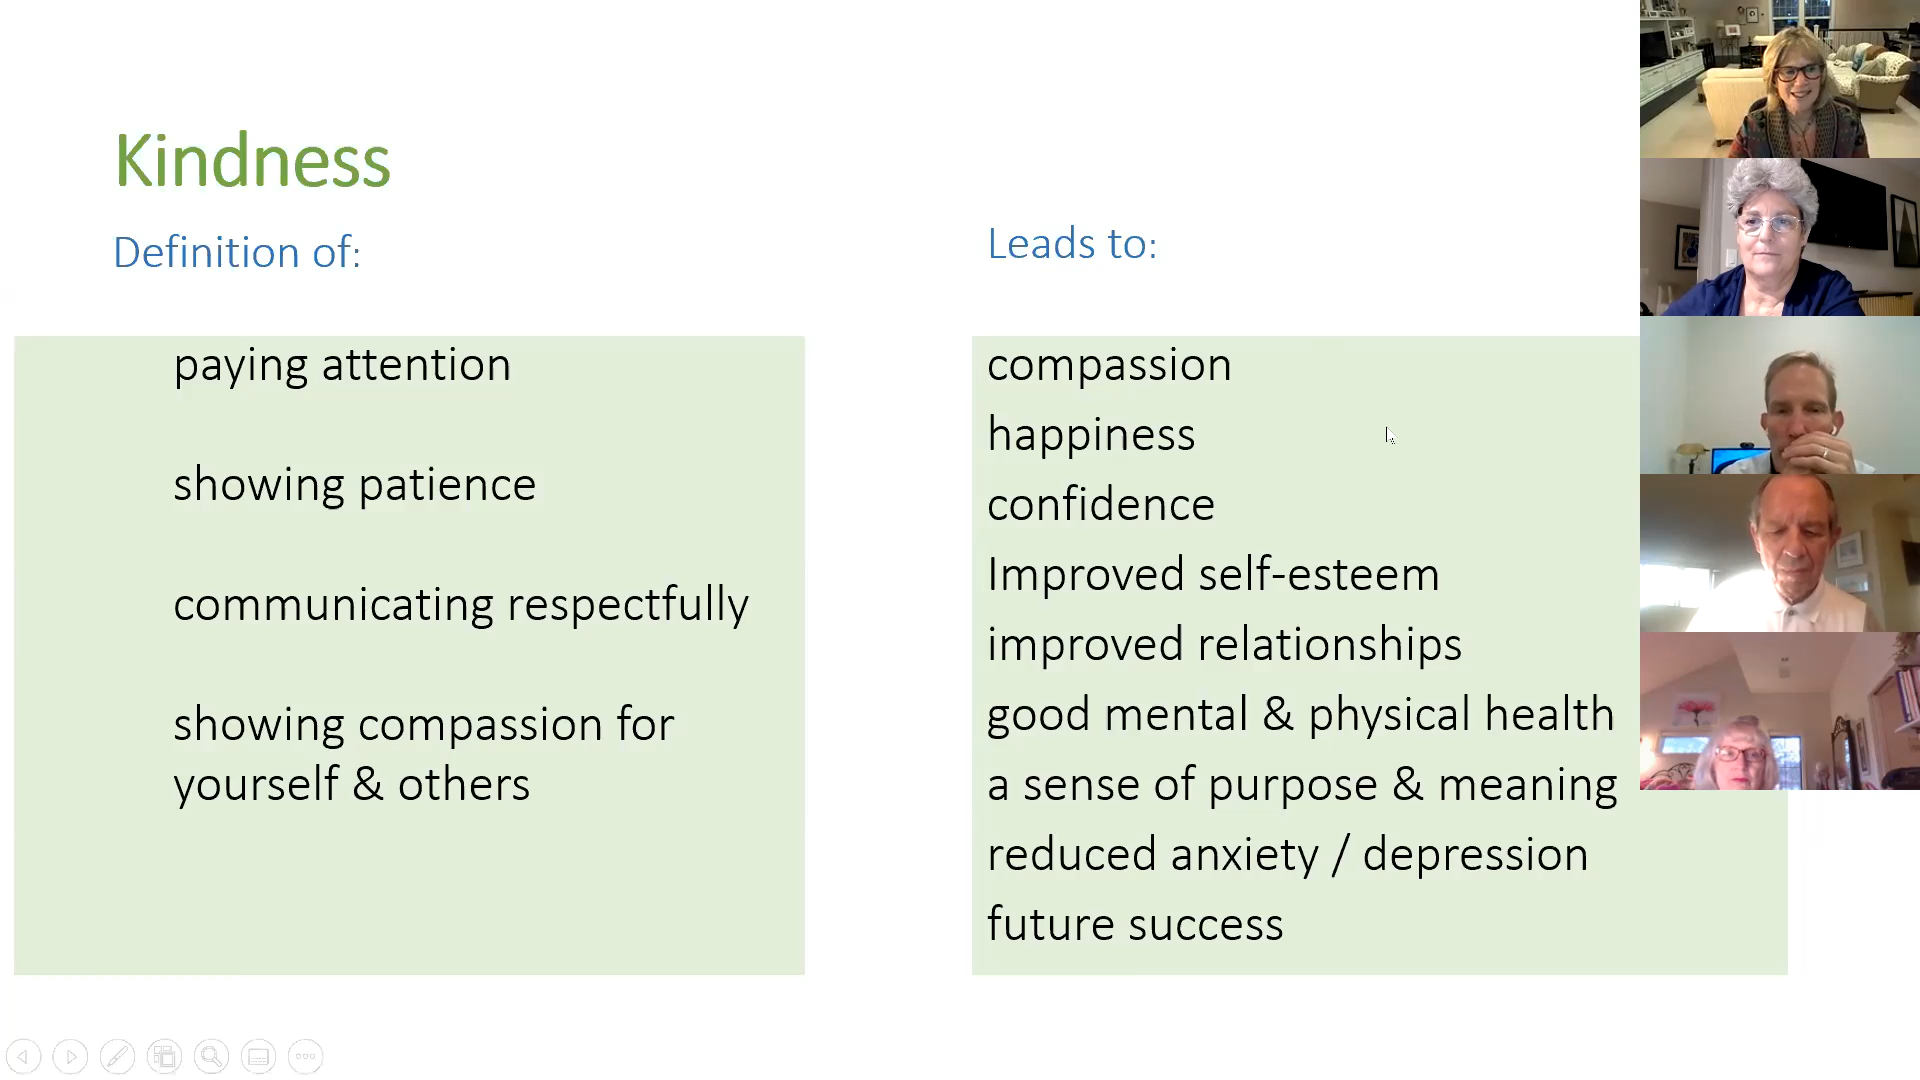 Kindness
Definition of:
paying attention
showing patience
communicating respectfully
showing compassion for
yourself & others
Leads to:
compassion
happiness
confidence
Improved self-esteem
improved relationships
good mental & physical health
a sense of purpose & meaning
reduced anxiety / depression
future success